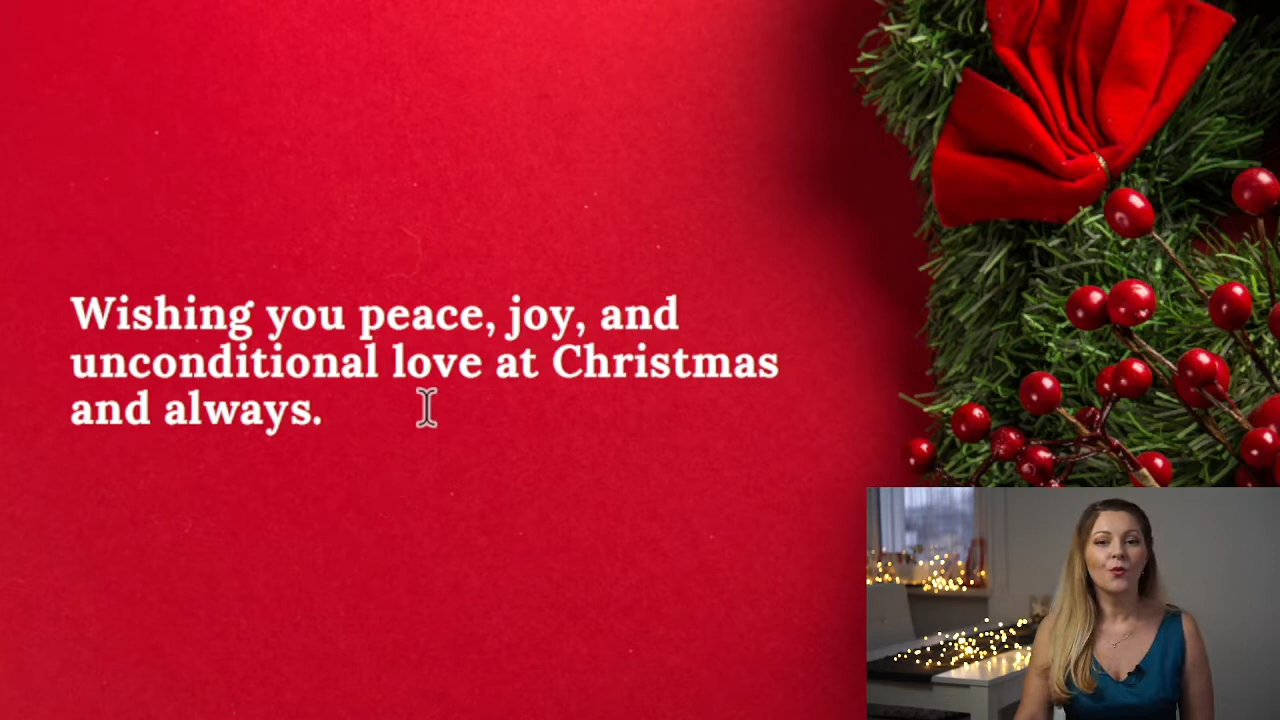 Wishing you peace, joy, and
unconditional love at Christmas
and always.